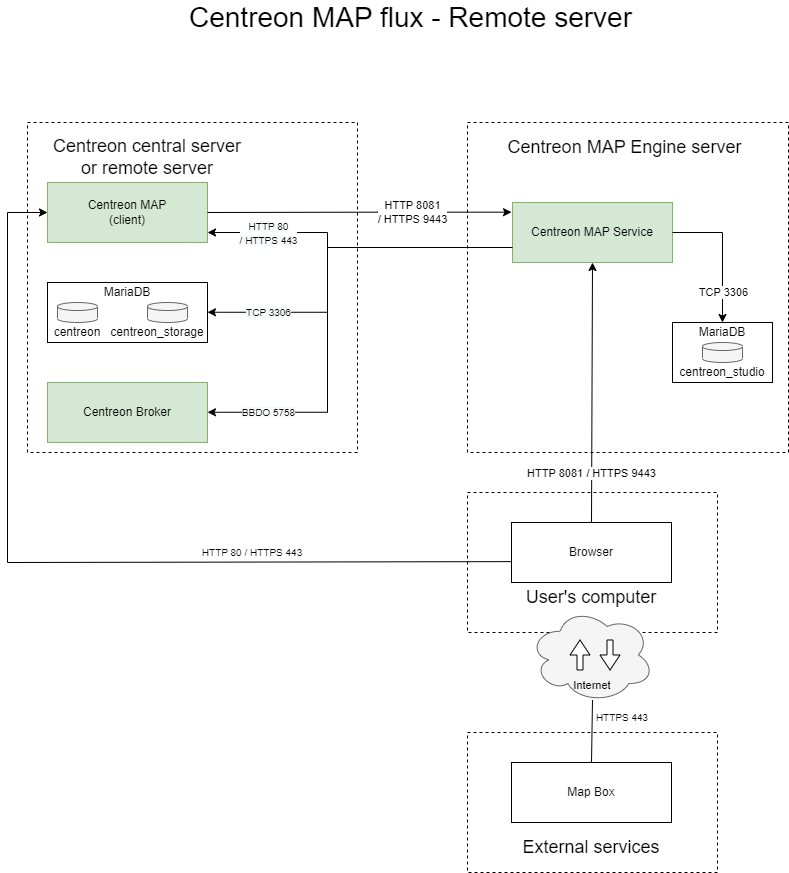 Centreon MAP flux - Remote server
Centreon central server
or remote server
Centreon MAP
(client)
HTTP 80
/ HTTPS 443
MariaDB
centreon
centreon_storage
TCP 3306
Centreon Broker
BBDO 5758
HTTP 8081
/ HTTPS 9443
Centreon MAP Engine server
Centreon MAP Service
TCP 3306
MariaDB
centreon_studio
HTTP 8081 / HTTPS 9443
HTTP 80 / HTTPS 443
Browser
User's computer
Internet
HTTPS 443
Map Box
External services